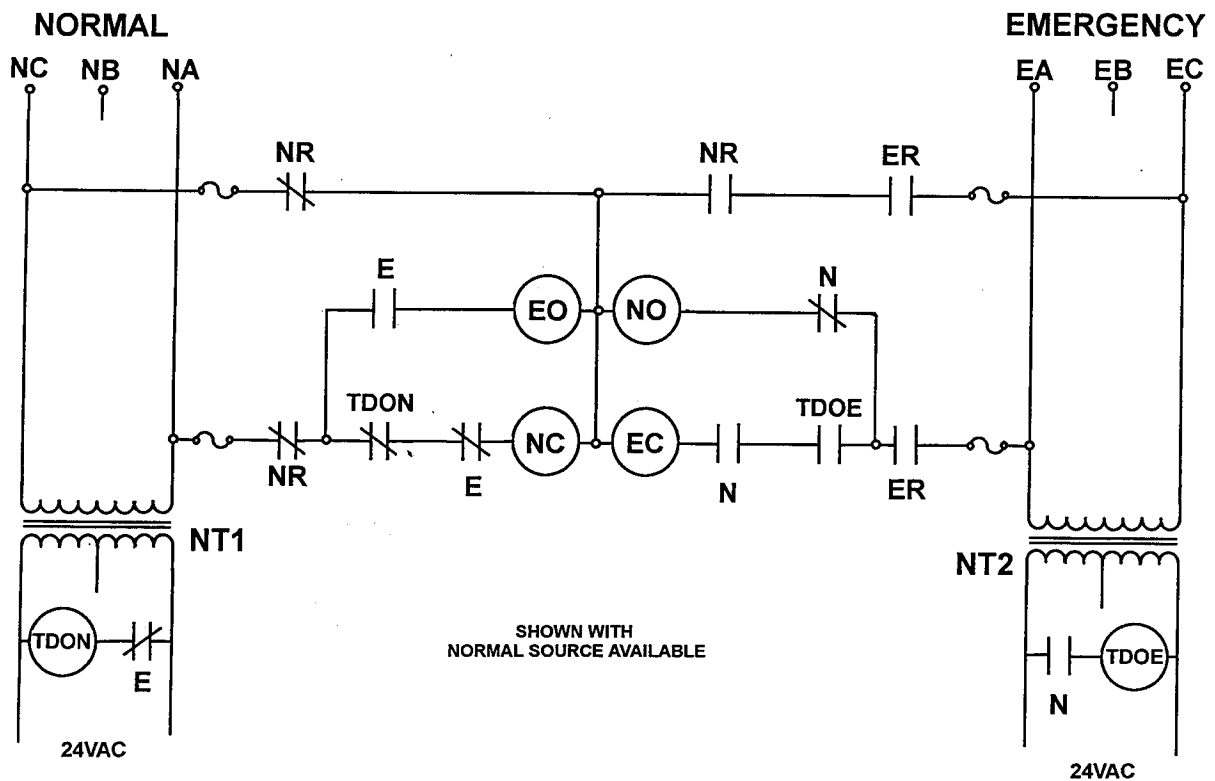 NORMAL
EMERGENCY
NC
NB
NA
EA
EB
EC
NR
NR
ER
E
EO
NO
N
TDON
NC
EC
TDOE
NR
E
N
ER
NT1
NT2
TDON
E
SHOWN WITH
NORMAL SOURCE AVAILABLE
N
TDOE
24VAC
24VAC